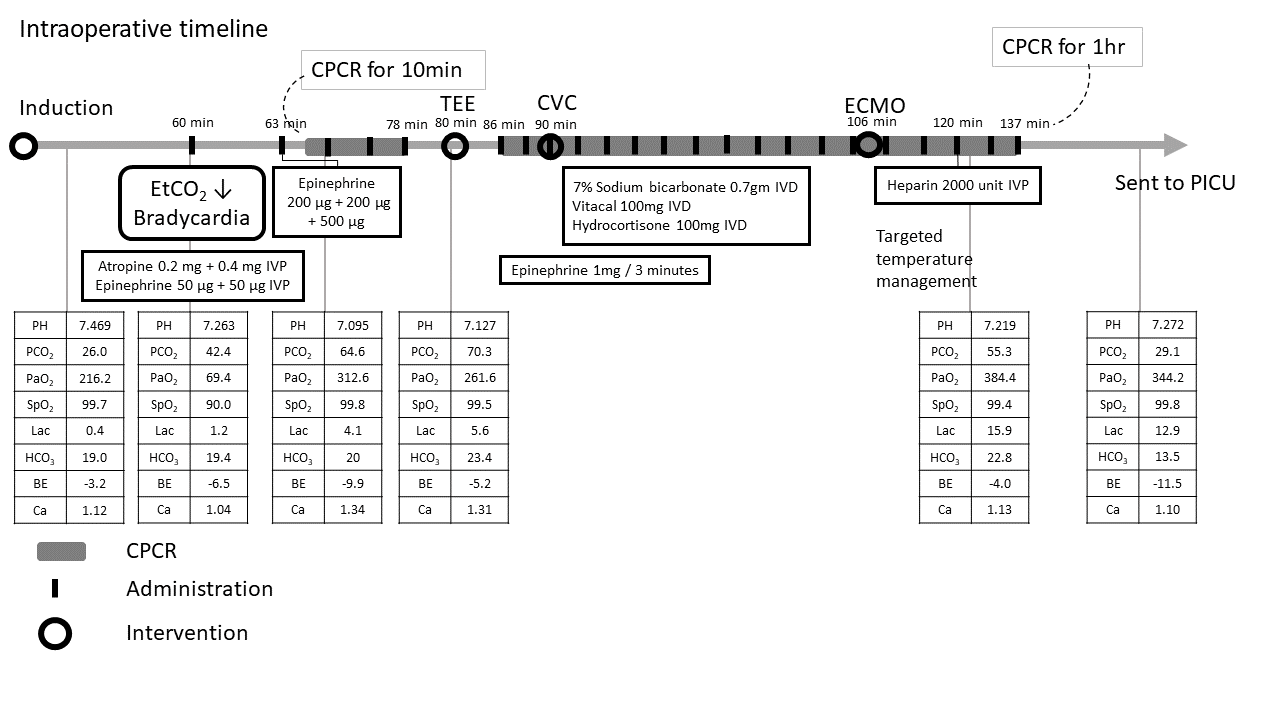 Intraoperative timeline
CPCR for 10min
CPCR for 1hr
Induction
TEE
CVC
ECMO
60 min
63 min
78 min
80 min
86 min
90 min
106 min
120 min
137 min
Sent to PICU
EtCO₂ ↓
Bradycardia
Epinephrine
200 µg + 200 µg
+ 500 µg
7% Sodium bicarbonate 0.7gm IVD
Vitacal 100mg IVD
Hydrocortisone 100mg IVD
Heparin 2000 unit IVP
Targeted
temperature
management
Atropine 0.2 mg + 0.4 mg IVP
Epinephrine 50 µg + 50 µg IVP
Epinephrine 1mg / 3 minutes
PH 7.469
PCO₂ 26.0
PaO₂ 216.2
SpO₂ 99.7
Lac 0.4
HCO₃ 19.0
BE -3.2
Ca 1.12
PH 7.263
PCO₂ 42.4
PaO₂ 69.4
SpO₂ 90.0
Lac 1.2
HCO₃ 19.4
BE -6.5
Ca 1.04
PH 7.095
PCO₂ 64.6
PaO₂ 312.6
SpO₂ 99.8
Lac 4.1
HCO₃ 20
BE -9.9
Ca 1.34
PH 7.127
PCO₂ 70.3
PaO₂ 261.6
SpO₂ 99.5
Lac 5.6
HCO₃ 23.4
BE -5.2
Ca 1.31
PH 7.219
PCO₂ 55.3
PaO₂ 384.4
SpO₂ 99.4
Lac 15.9
HCO₃ 22.8
BE -4.0
Ca 1.13
PH 7.272
PCO₂ 29.1
PaO₂ 344.2
SpO₂ 99.8
Lac 12.9
HCO₃ 13.5
BE -11.5
Ca 1.10
CPCR
Administration
Intervention